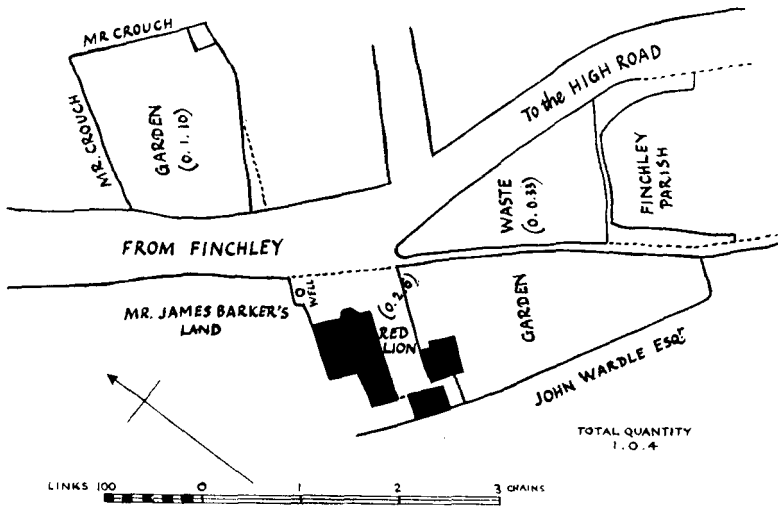 MR CROUCH
MR. CROUCH
GARDEN
(0.1.10)
To the HIGH ROAD
WASTE
(0.0.33)
FINCHLEY
PARISH
FROM FINCHLEY
WELL
(0.2.6)
MR. JAMES BARKER'S
LAND
RED
LION
GARDEN
JOHN WARDLE ESQr.
TOTAL QUANTITY
1.0.4
LINKS 100 0 1 2 3 CHAINS